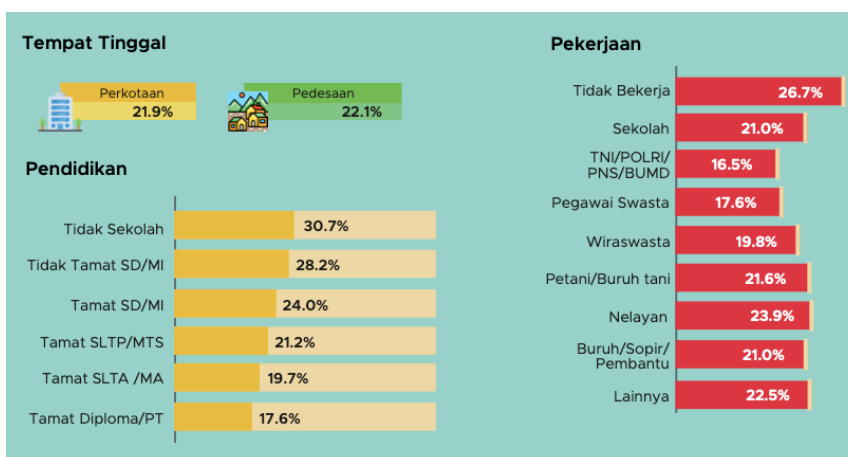 Tempat Tinggal
Perkotaan
21.9%
Pedesaan
22.1%
Pendidikan
Tidak Sekolah 30.7%
Tidak Tamat SD/MI 28.2%
Tamat SD/MI 24.0%
Tamat SLTP/MTS 21.2%
Tamat SLTA /MA 19.7%
Tamat Diploma/PT 17.6%
Pekerjaan
Tidak Bekerja 26.7%
Sekolah 21.0%
TNI/POLRI/
PNS/BUMD 16.5%
Pegawai Swasta 17.6%
Wiraswasta 19.8%
Petani/Buruh tani 21.6%
Nelayan 23.9%
Buruh/Sopir/
Pembantu 21.0%
Lainnya 22.5%